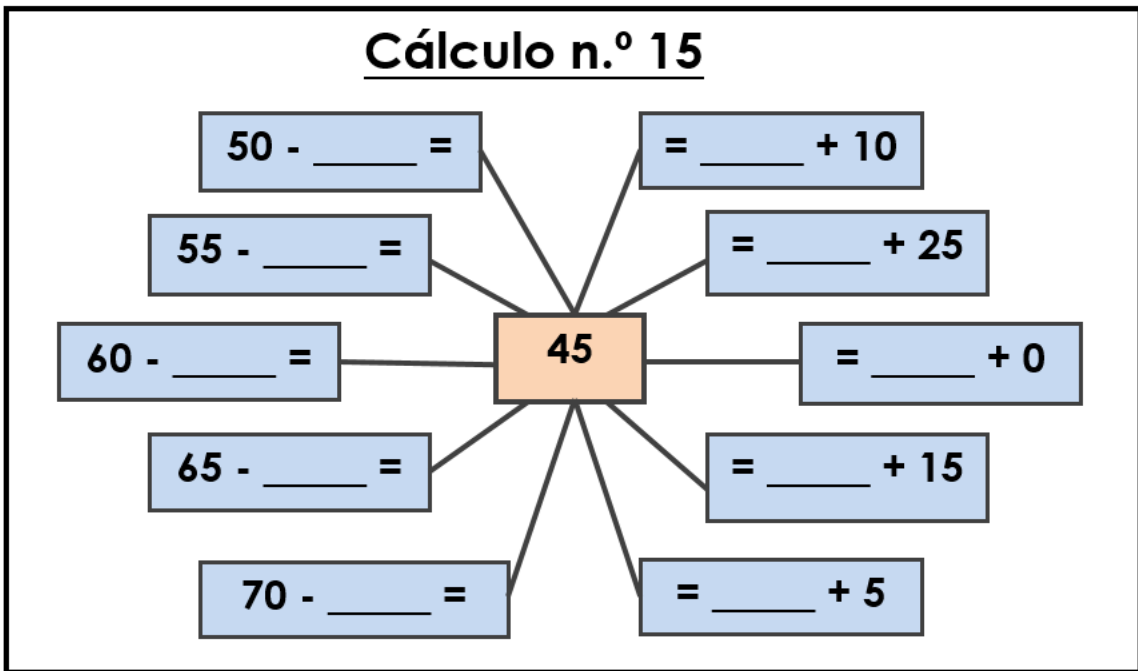 Cálculo n.º 15
50 - _____ =
= _____ + 10
55 - _____ =
= _____ + 25
60 - _____ =
45
= _____ + 0
65 - _____ =
= _____ + 15
70 - _____ =
= _____ + 5